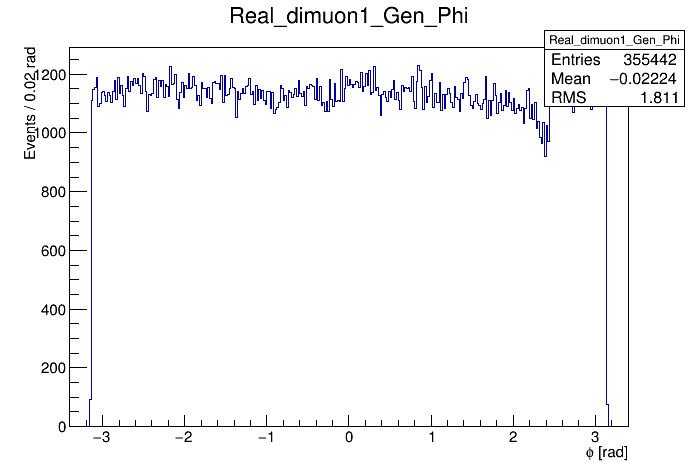 Real_dimuon1_Gen_Phi
Real_dimuon1_Gen_Phi
Entries 355442
Mean −0.02224
RMS 1.811
Events / 0.02 rad
1200
1000
800
600
400
200
0
−3 −2 −1 0 1 2 3
ϕ [rad]